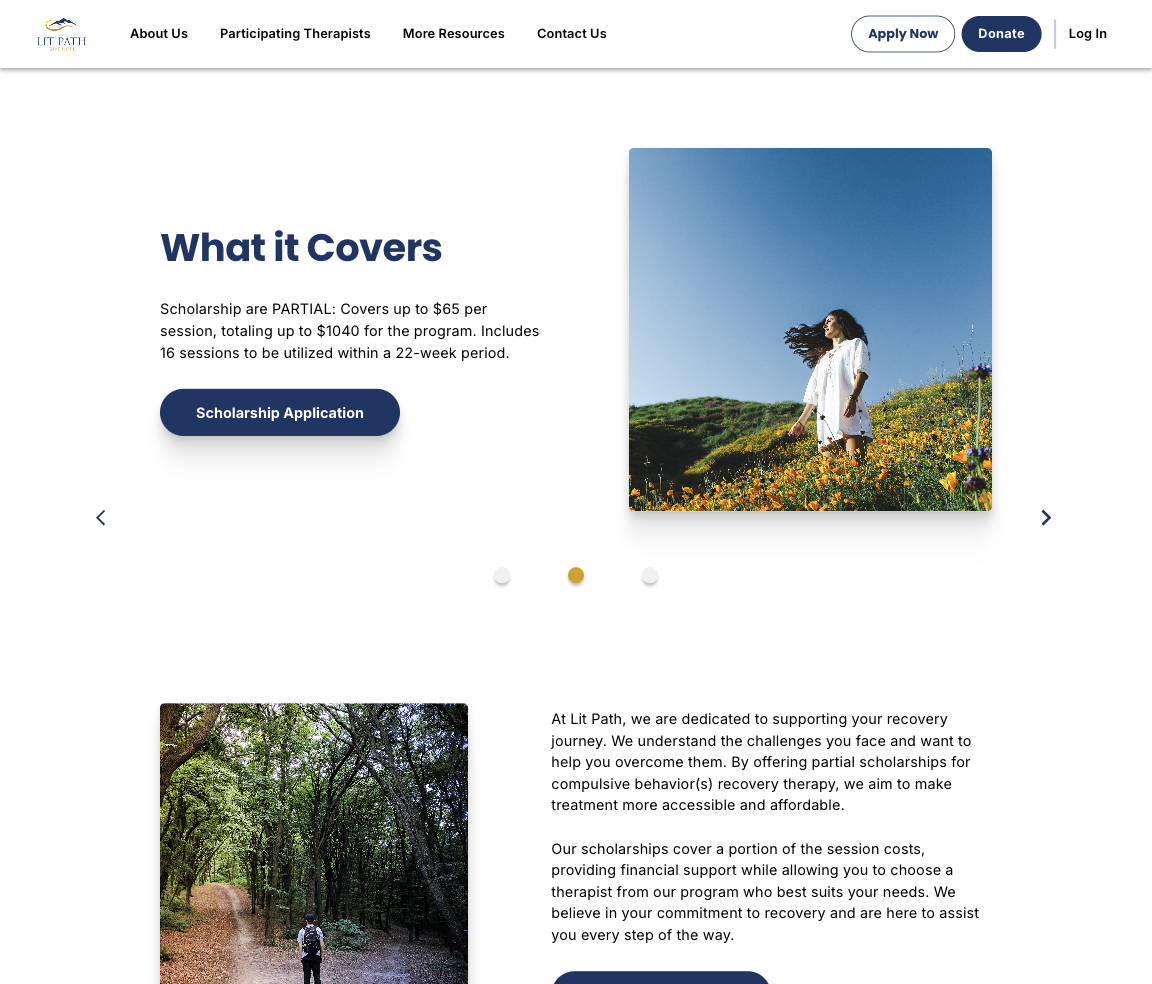 LIT PATH
GIVE HOPE
About Us
Participating Therapists
More Resources
Contact Us
Apply Now
Donate
Log In
What it Covers
Scholarship are PARTIAL: Covers up to $65 per
session, totaling up to $1040 for the program. Includes
16 sessions to be utilized within a 22-week period.
Scholarship Application
At Lit Path, we are dedicated to supporting your recovery
journey. We understand the challenges you face and want to
help you overcome them. By offering partial scholarships for
compulsive behavior(s) recovery therapy, we aim to make
treatment more accessible and affordable.
Our scholarships cover a portion of the session costs,
providing financial support while allowing you to choose a
therapist from our program who best suits your needs. We
believe in your commitment to recovery and are here to assist
you every step of the way.